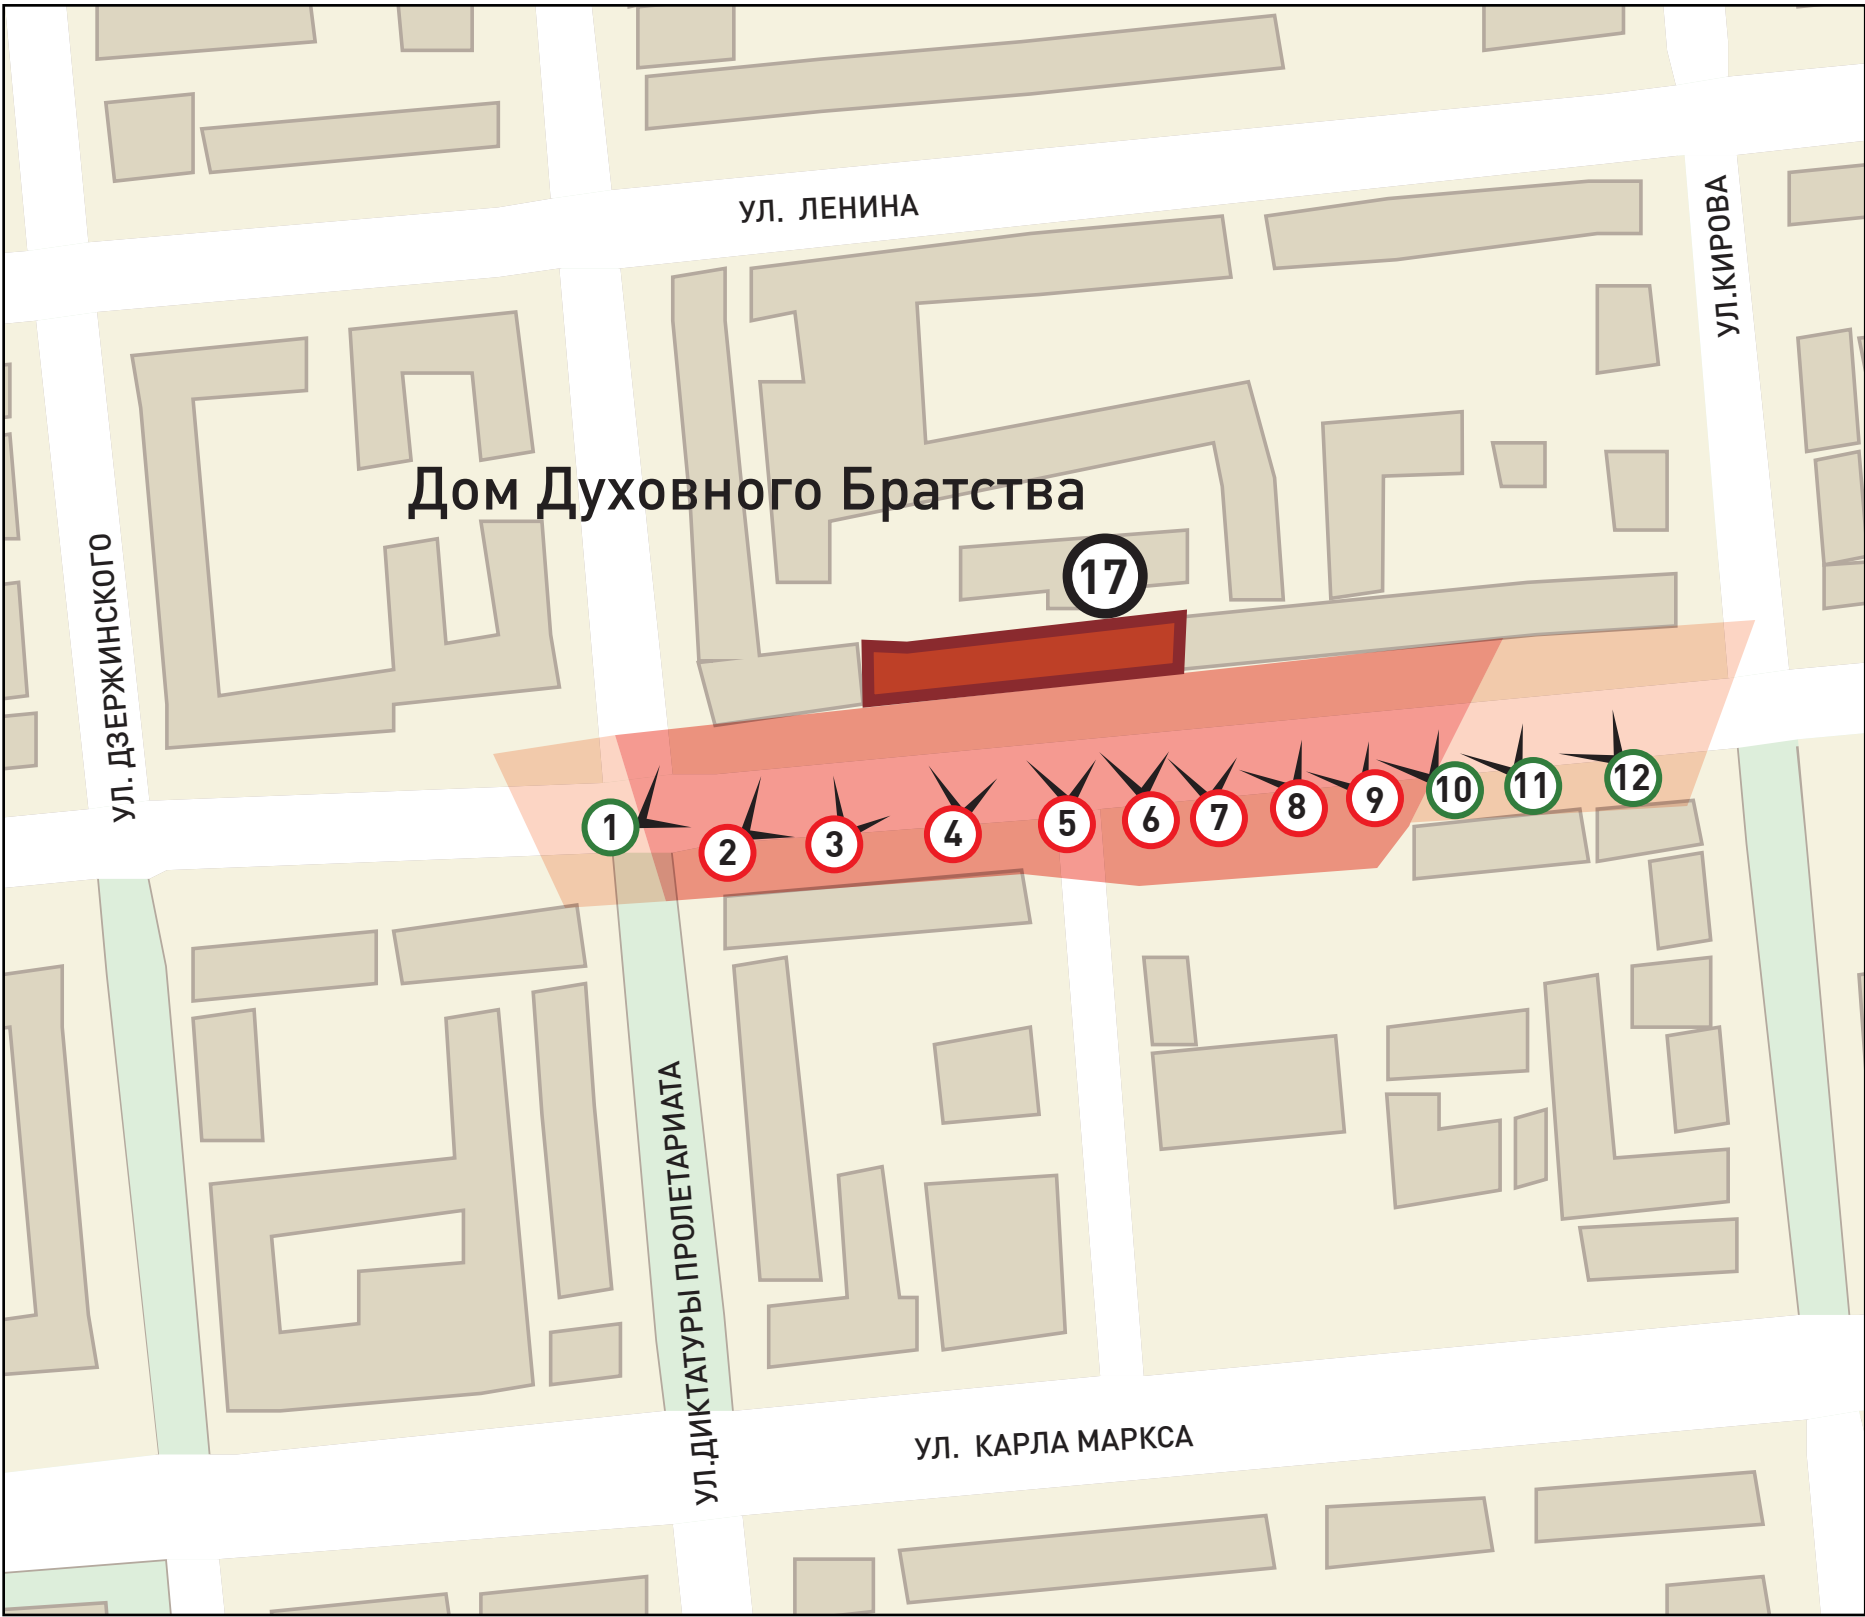 УЛ. ЛЕНИНА
УЛ.КИРОВА
Дом Духовного Братства
17
УЛ. ДЗЕРЖИНСКОГО
1
2
3
4
5
6
7
8
9
10
11
12
УЛ.ДИКТАТУРЫ ПРОЛЕТАРИАТА
УЛ. КАРЛА МАРКСА